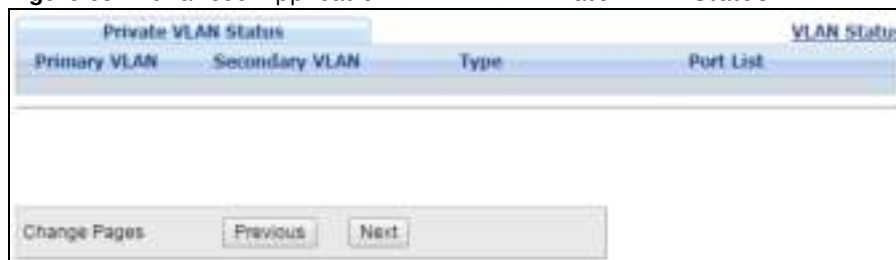 Private VLAN Status VLAN Status
Primary VLAN Secondary VLAN Type Port List
Change Pages Previous Next